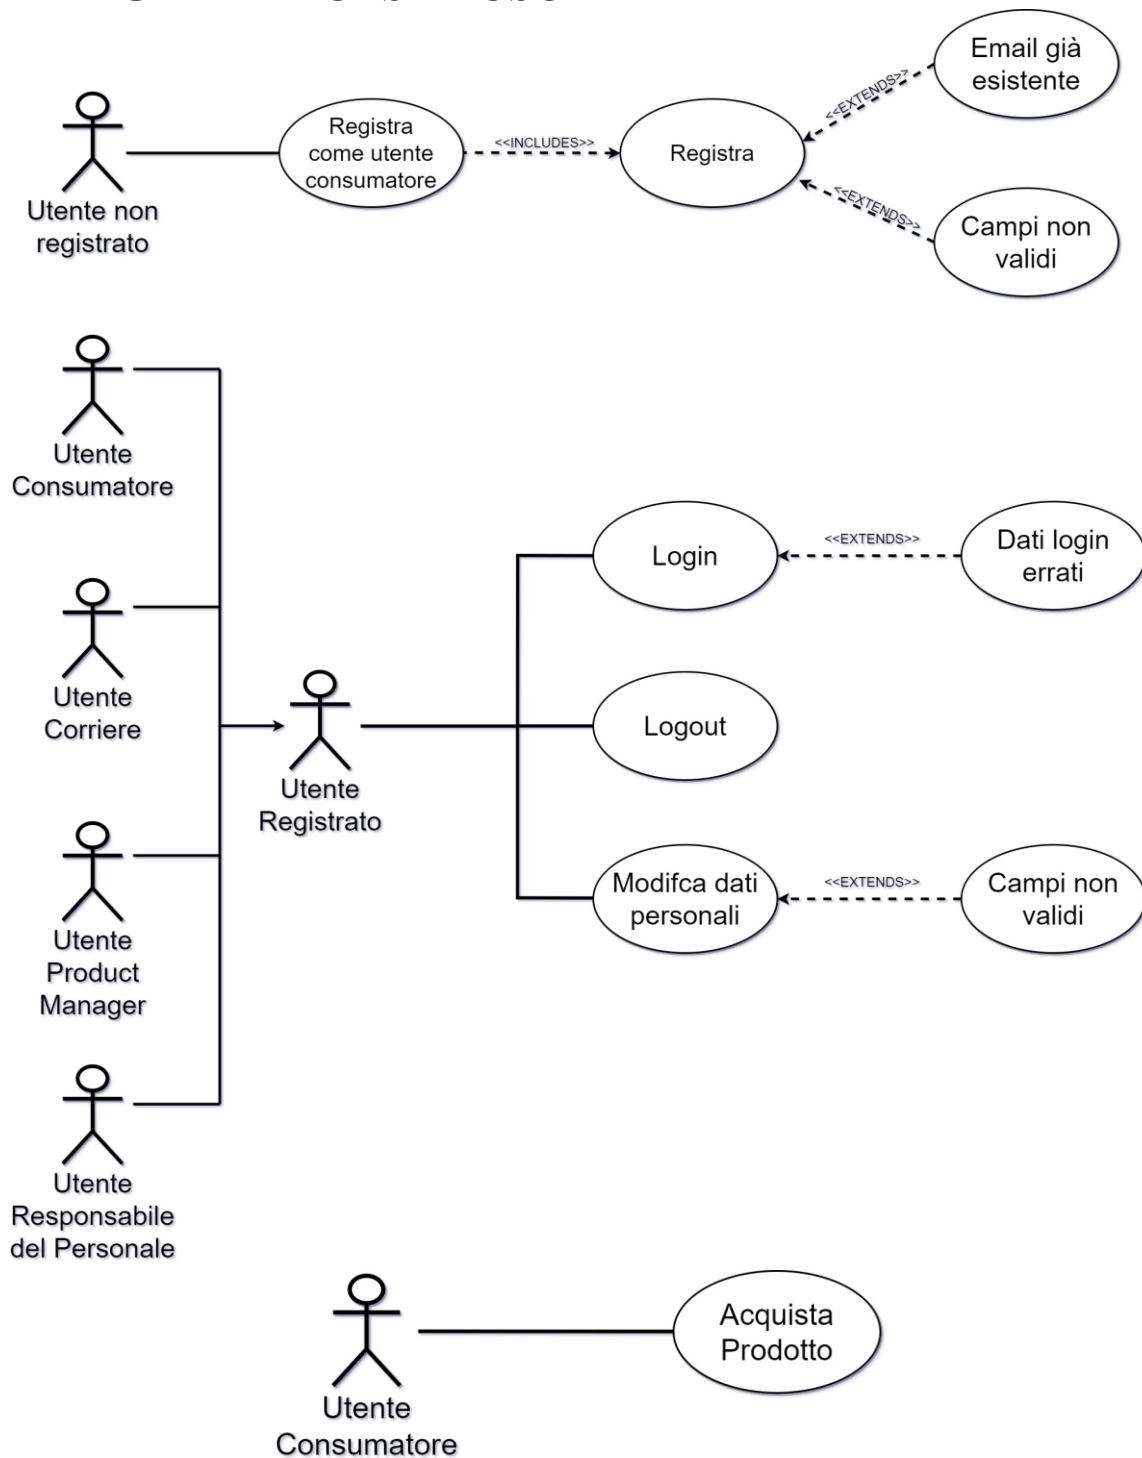 Email già
esistente
<<EXTENDS>>
Registra
come utente
consumatore
<<INCLUDES>>
Registra
<<EXTENDS>>
Utente non
registrato
Campi non
validi
Utente
Consumatore
Login
<<EXTENDS>>
Dati login
errati
Utente
Corriere
Logout
Utente
Registrato
Modifca dati
personali
<<EXTENDS>>
Campi non
validi
Utente
Product
Manager
Utente
Responsabile
del Personale
Acquista
Prodotto
Utente
Consumatore